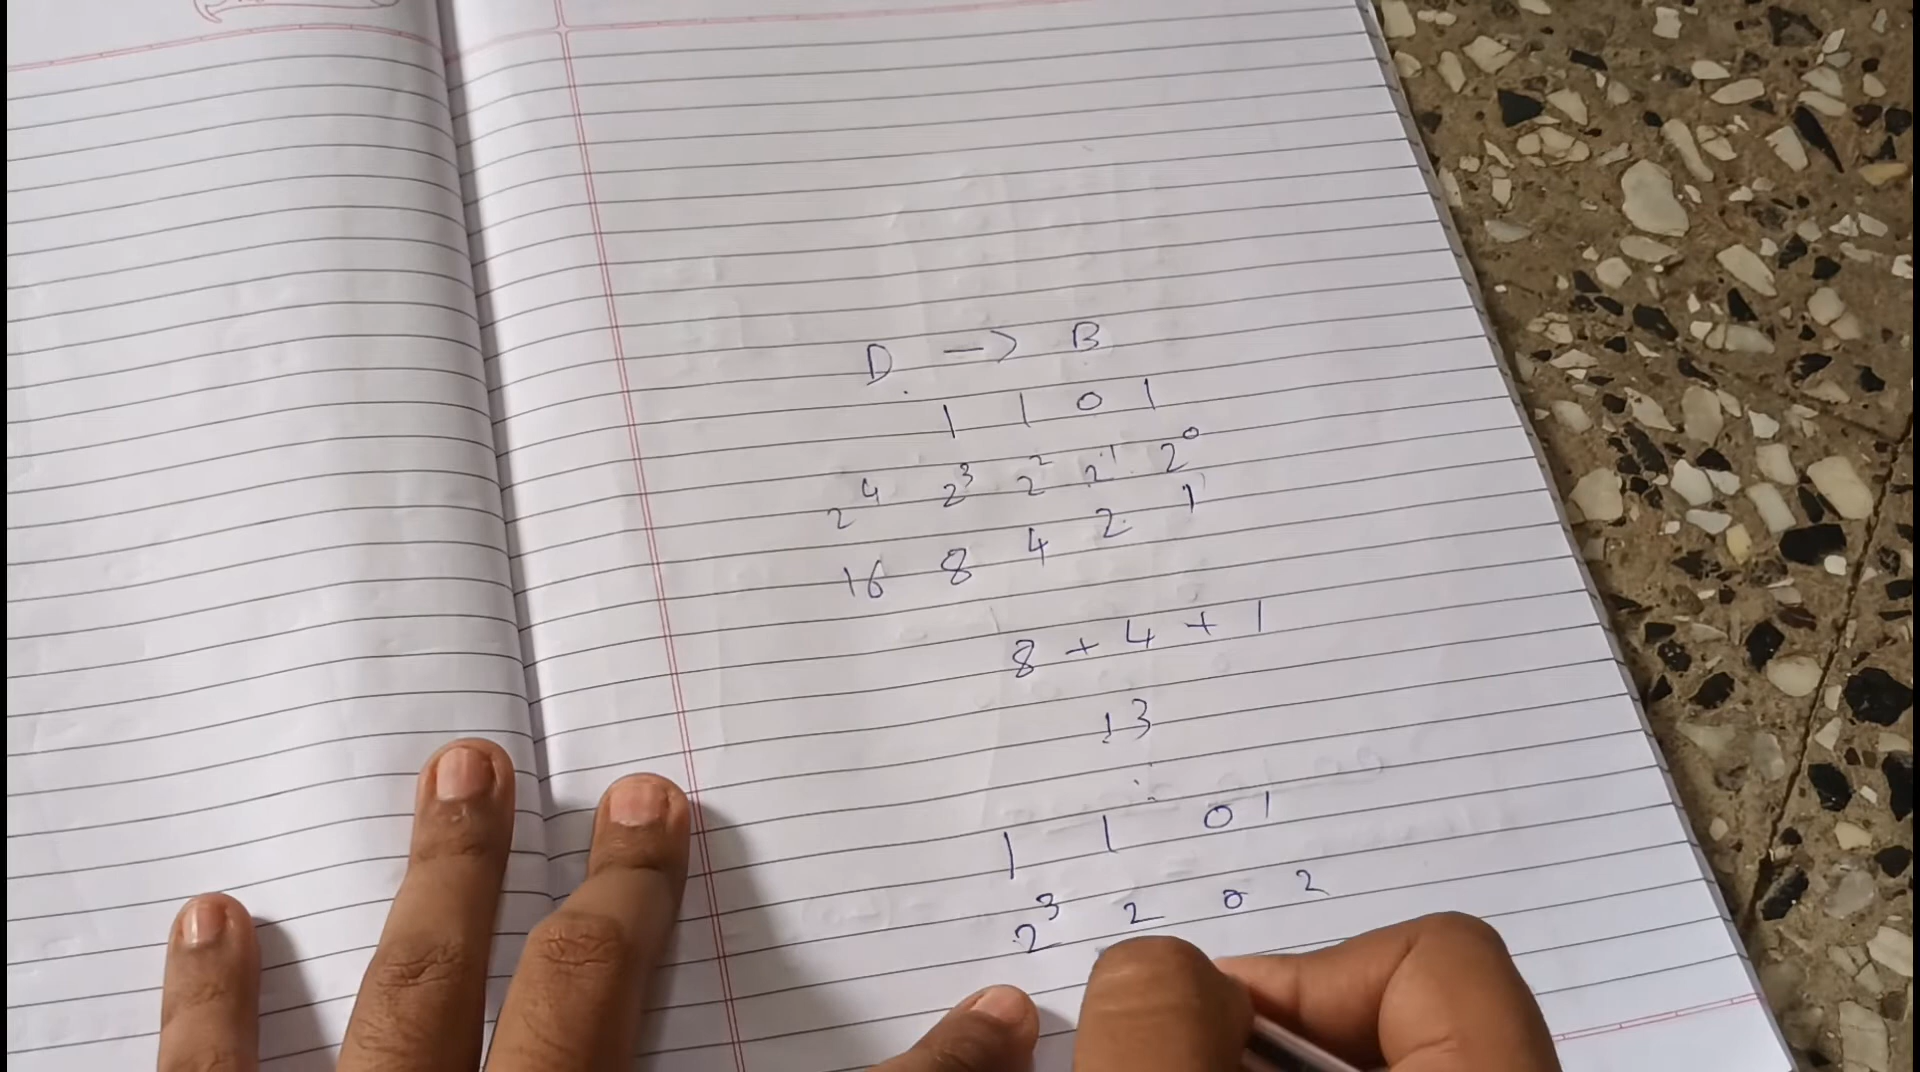 D. → B
1 1 0 1
2⁴ 2³ 2² 2¹ 2⁰
16 8 4 2 1
8 + 4 + 1
13
1 1 0 1
2³ 2 0 2